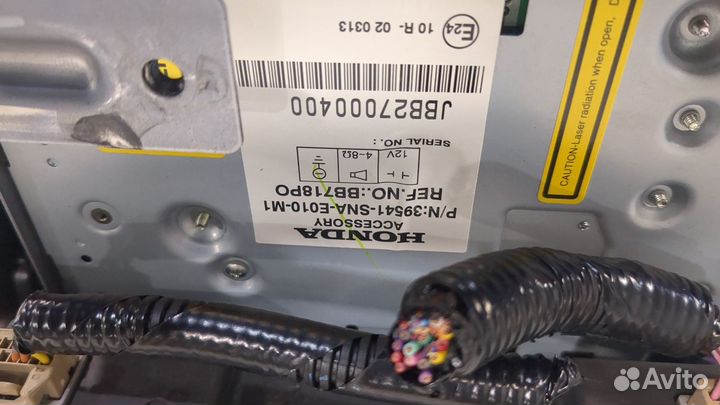 HONDA
ACCESSORY
P/N:39541-SNA-E010-M1
REF.NO.:BB718PO
12V
4~8Ω
SERIAL NO.:
JBB27000400
E24
10 R- 02 0313
CAUTION-Laser radiation when open, D
Avito